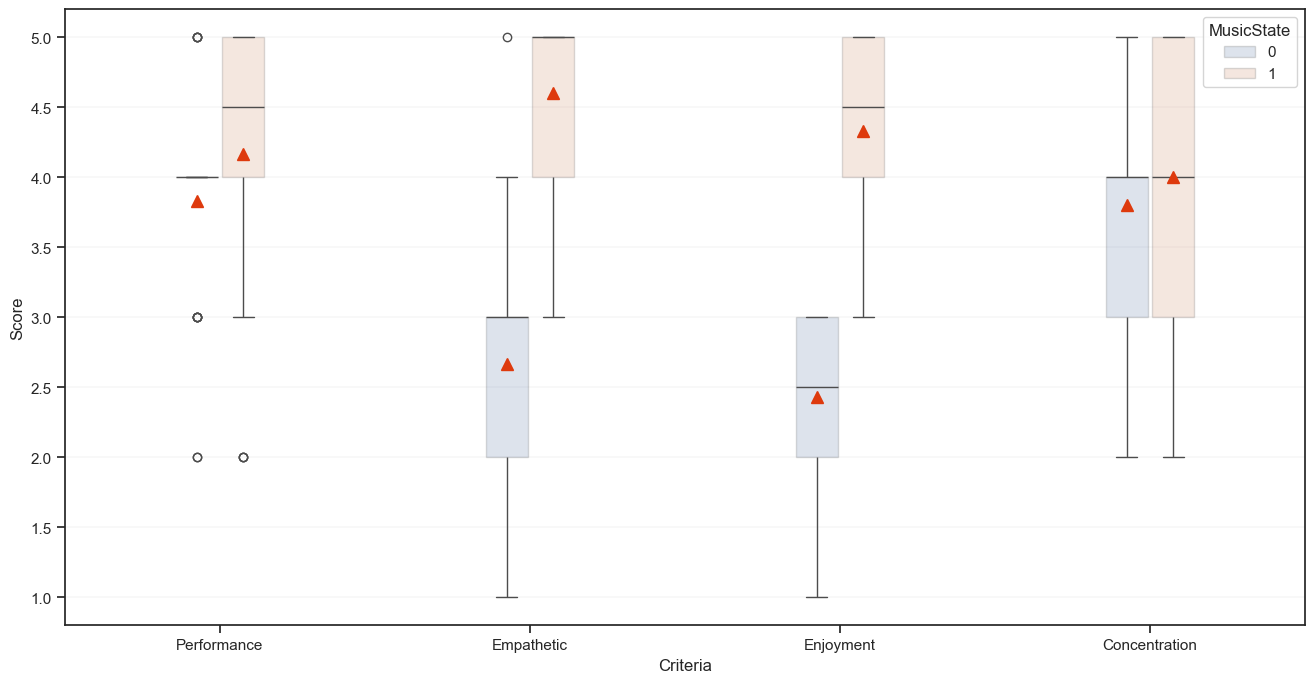 MusicState
0
1
5.0
4.5
4.0
3.5
3.0
2.5
2.0
1.5
1.0
Score
Performance
Empathetic
Enjoyment
Concentration
Criteria